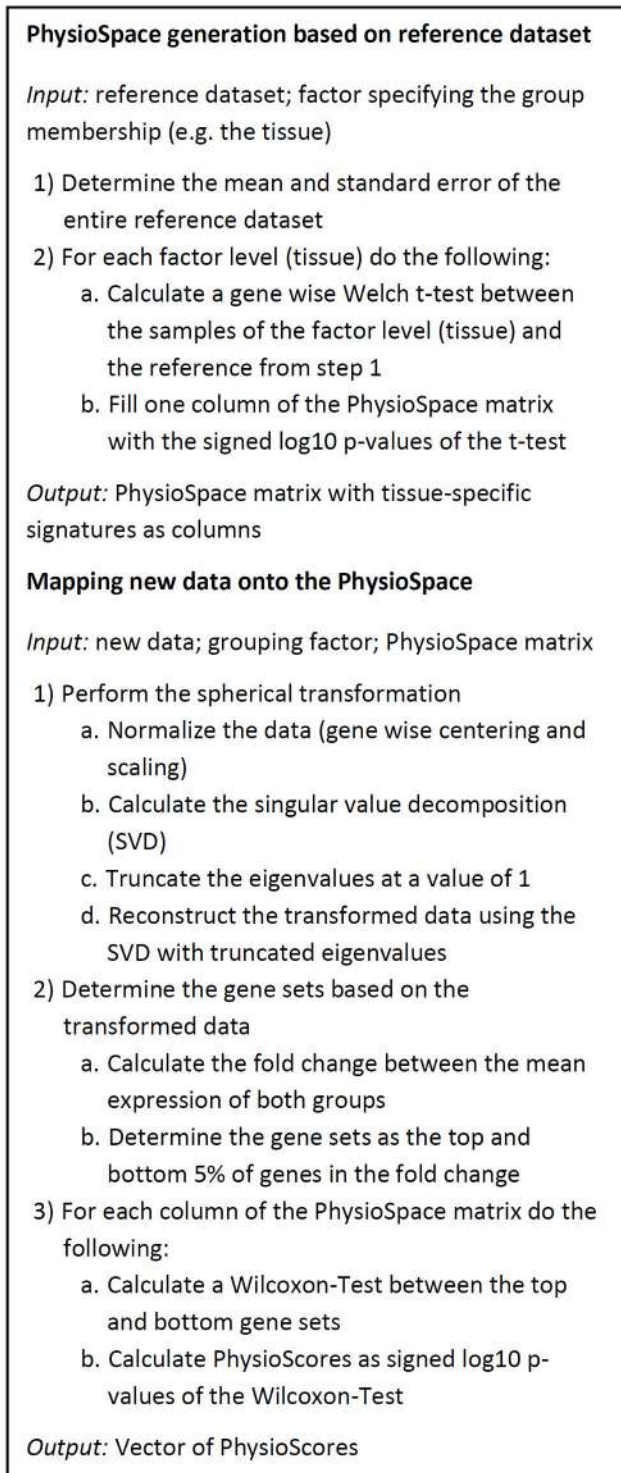 PhysioSpace generation based on reference dataset
Input: reference dataset; factor specifying the group
membership (e.g. the tissue)
1) Determine the mean and standard error of the
entire reference dataset
2) For each factor level (tissue) do the following:
a. Calculate a gene wise Welch t-test between
the samples of the factor level (tissue) and
the reference from step 1
b. Fill one column of the PhysioSpace matrix
with the signed log10 p-values of the t-test
Output: PhysioSpace matrix with tissue-specific
signatures as columns
Mapping new data onto the PhysioSpace
Input: new data; grouping factor; PhysioSpace matrix
1) Perform the spherical transformation
a. Normalize the data (gene wise centering and
scaling)
b. Calculate the singular value decomposition
(SVD)
c. Truncate the eigenvalues at a value of 1
d. Reconstruct the transformed data using the
SVD with truncated eigenvalues
2) Determine the gene sets based on the
transformed data
a. Calculate the fold change between the mean
expression of both groups
b. Determine the gene sets as the top and
bottom 5% of genes in the fold change
3) For each column of the PhysioSpace matrix do the
following:
a. Calculate a Wilcoxon-Test between the top
and bottom gene sets
b. Calculate PhysioScores as signed log10 p-
values of the Wilcoxon-Test
Output: Vector of PhysioScores